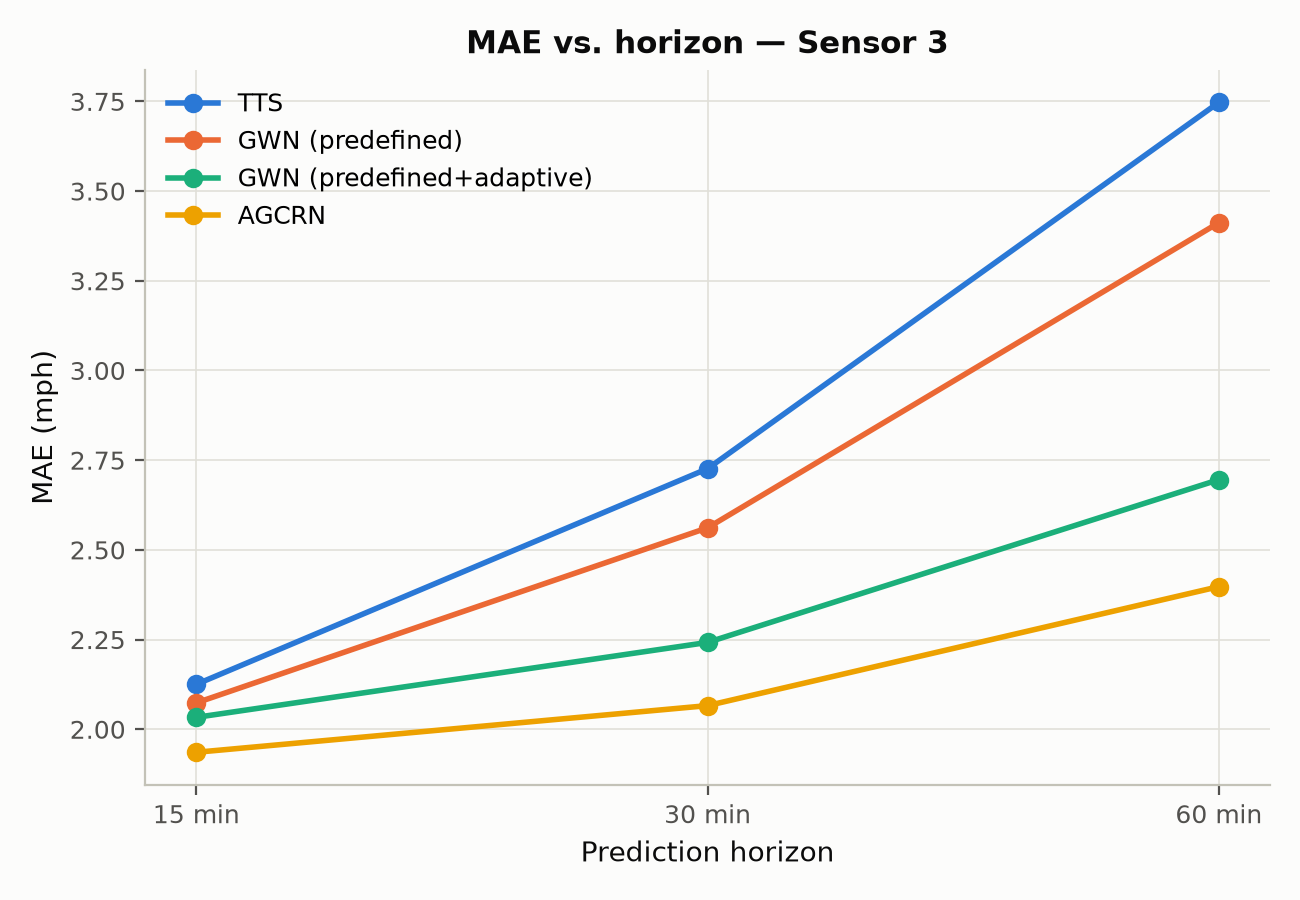 MAE vs. horizon — Sensor 3
TTS
GWN (predefined)
GWN (predefined+adaptive)
AGCRN
MAE (mph)
3.75
3.50
3.25
3.00
2.75
2.50
2.25
2.00
15 min
30 min
60 min
Prediction horizon